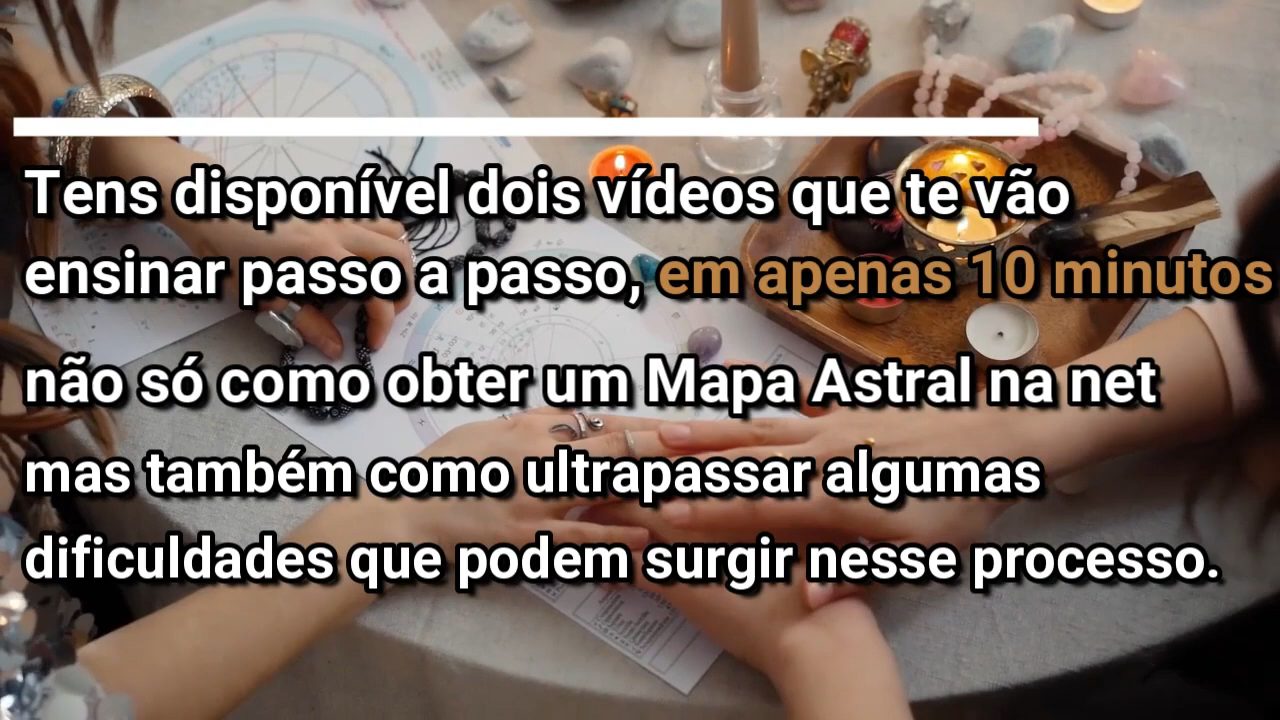 Tens disponível dois vídeos que te vão
ensinar passo a passo, em apenas 10 minutos
não só como obter um Mapa Astral na net
mas também como ultrapassar algumas
dificuldades que podem surgir nesse processo.